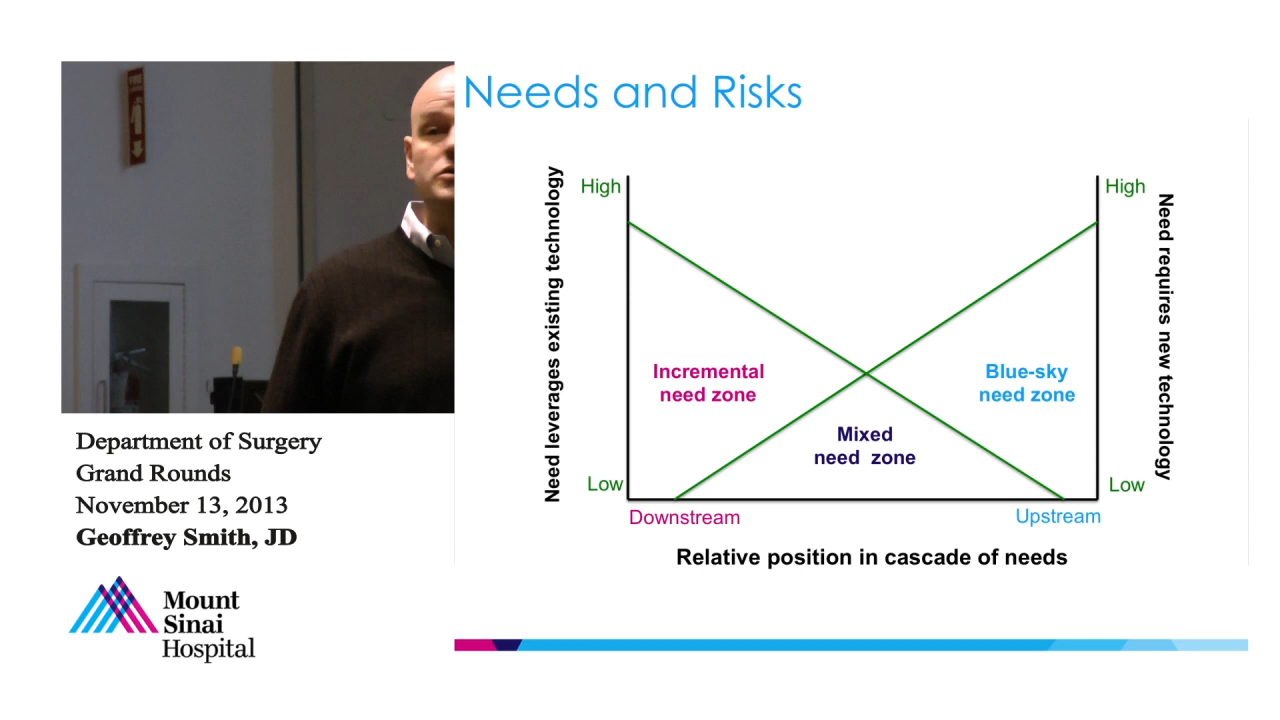 Needs and Risks
High
High
Need leverages existing technology
Need requires new technology
Incremental
need zone
Blue-sky
need zone
Mixed
need zone
Low
Low
Downstream
Upstream
Relative position in cascade of needs
Department of Surgery
Grand Rounds
November 13, 2013
Geoffrey Smith, JD
Mount
Sinai
Hospital